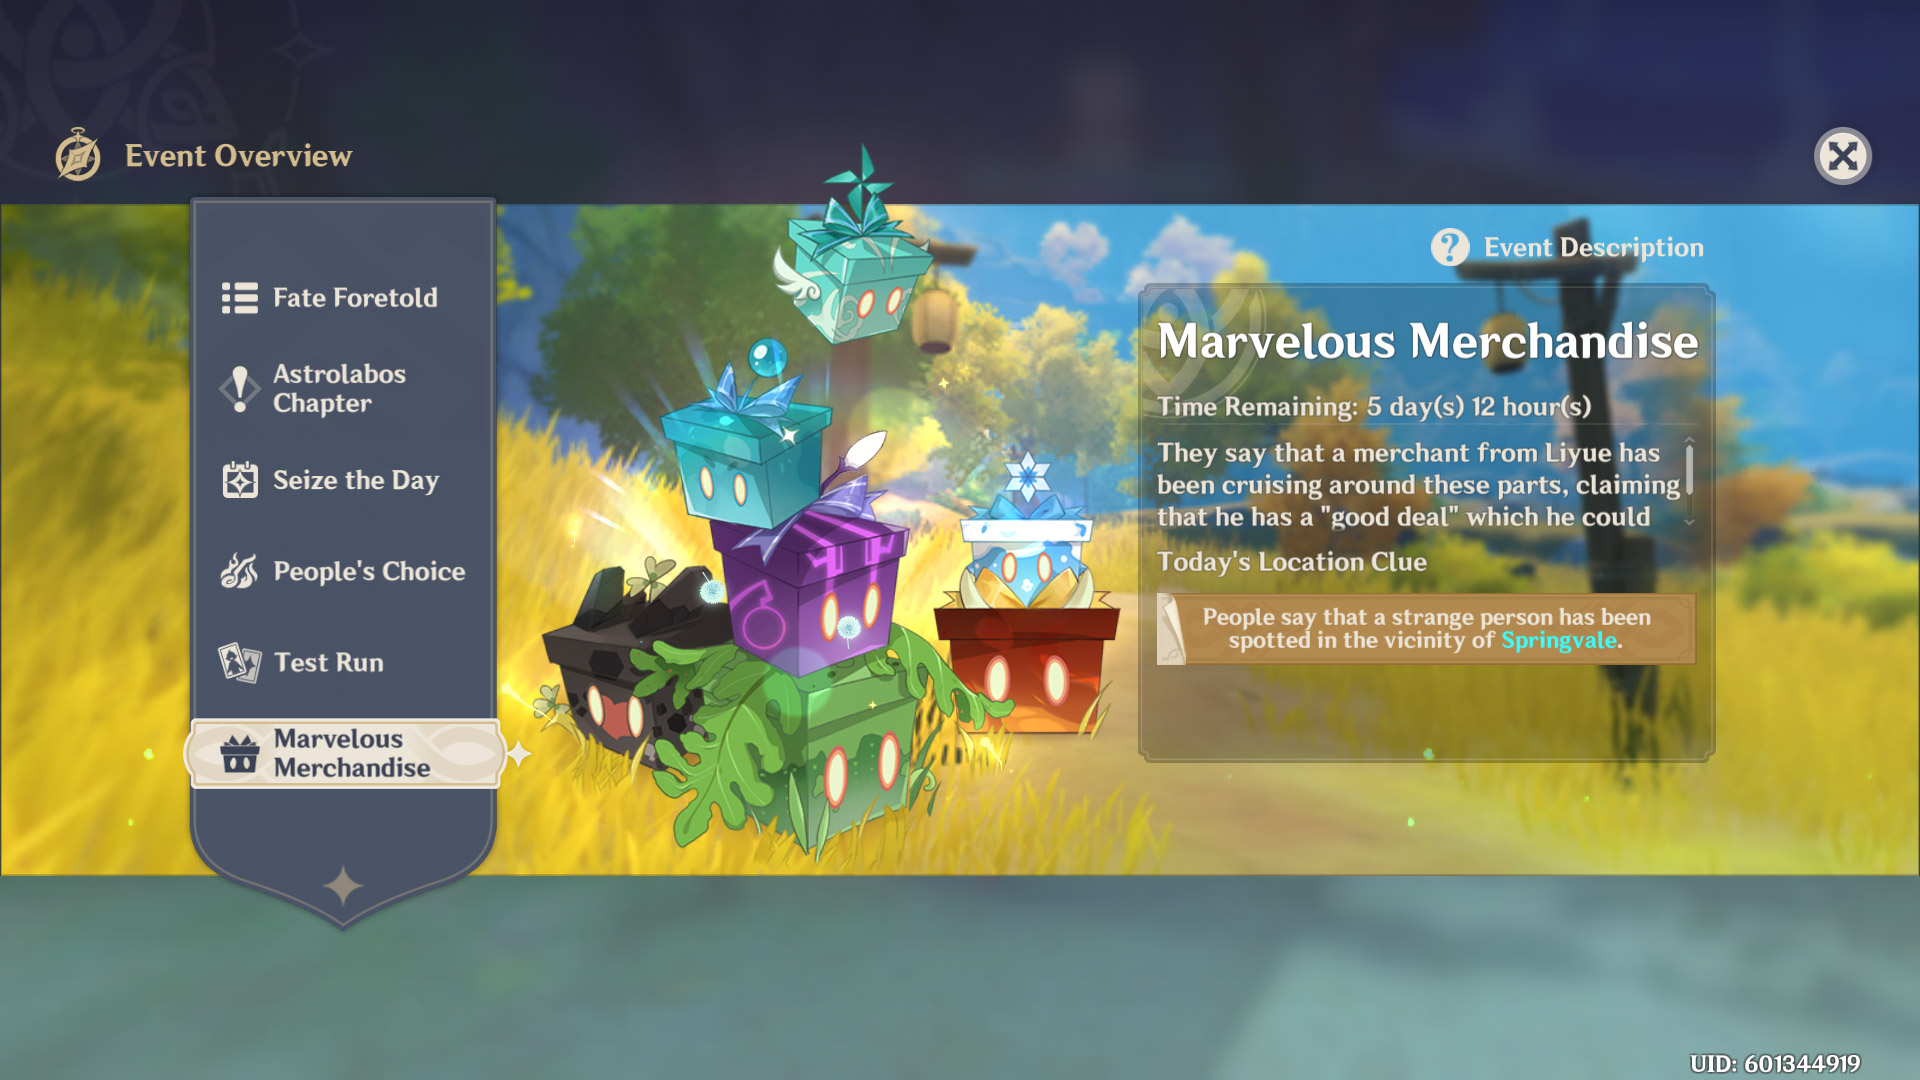 Event Overview
Fate Foretold
Astrolabos
Chapter
Seize the Day
People's Choice
Test Run
Marvelous
Merchandise
Event Description
Marvelous Merchandise
Time Remaining: 5 day(s) 12 hour(s)
They say that a merchant from Liyue has
been cruising around these parts, claiming
that he has a "good deal" which he could
Today's Location Clue
People say that a strange person has been
spotted in the vicinity of Springvale.
UID: 601344919